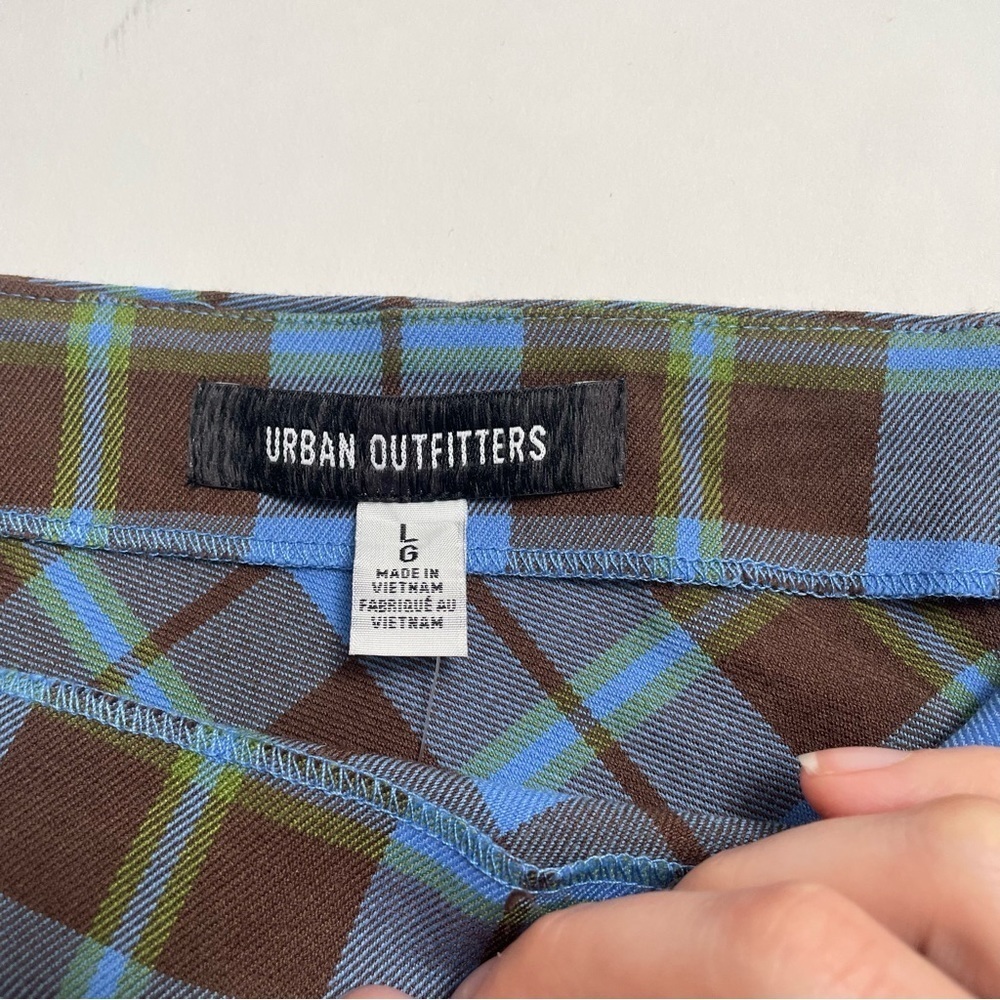 URBAN OUTFITTERS
L
G
MADE IN
VIETNAM
FABRIQUÉ AU
VIETNAM